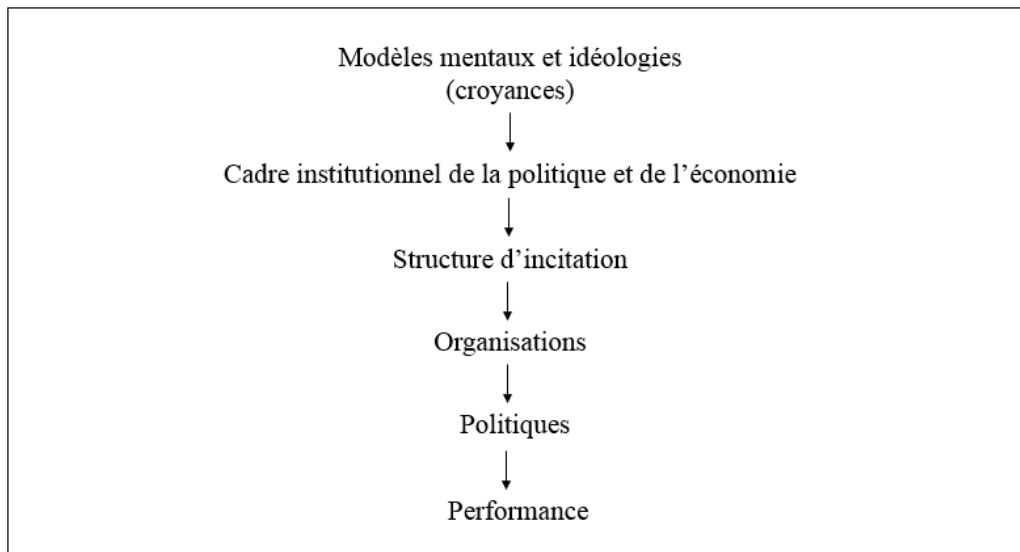 Modèles mentaux et idéologies
(croyances)
Cadre institutionnel de la politique et de l’économie
Structure d’incitation
Organisations
Politiques
Performance